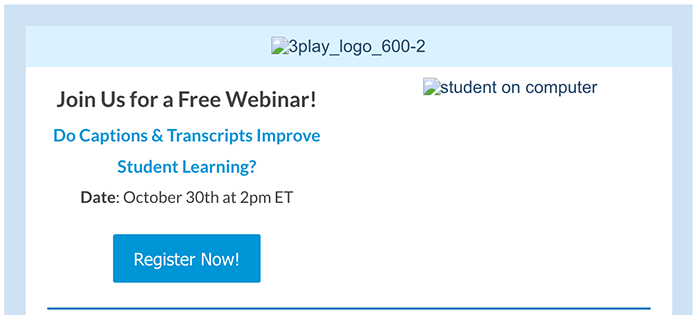 3play_logo_600-2
Join Us for a Free Webinar!
student on computer
Do Captions & Transcripts Improve
Student Learning?
Date: October 30th at 2pm ET
Register Now!